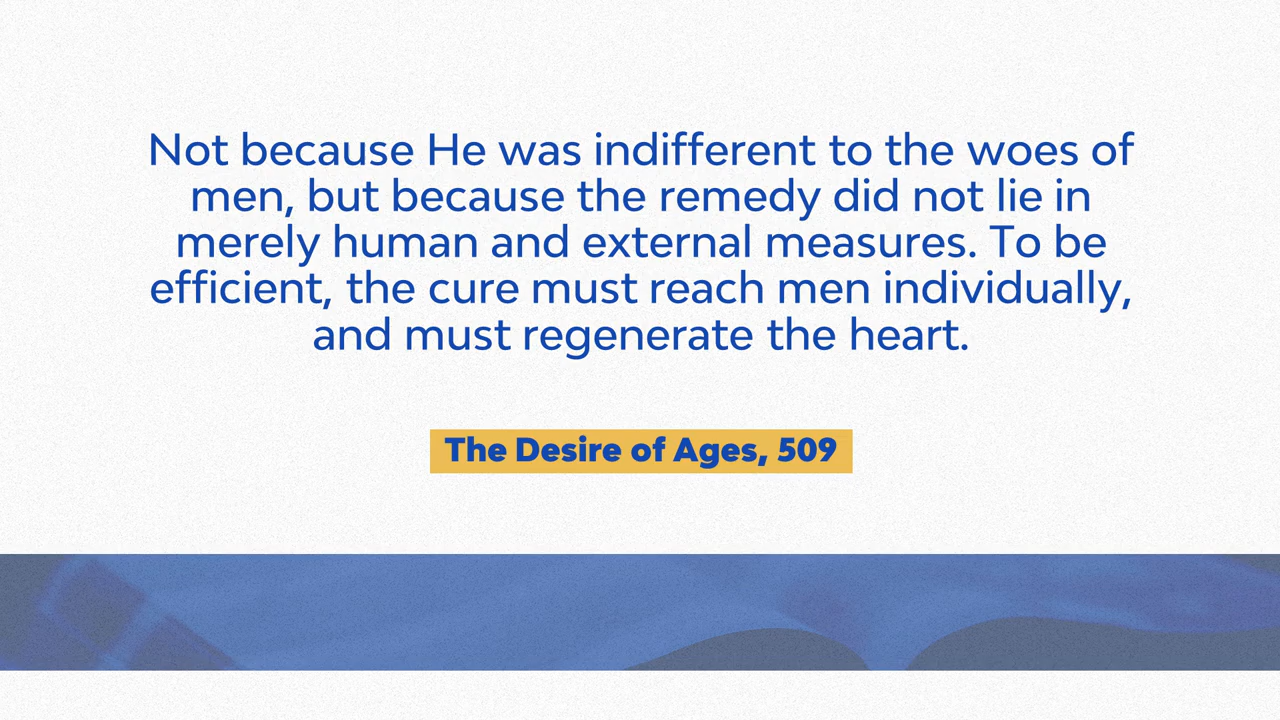 Not because He was indifferent to the woes of
men, but because the remedy did not lie in
merely human and external measures. To be
efficient, the cure must reach men individually,
and must regenerate the heart.
The Desire of Ages, 509